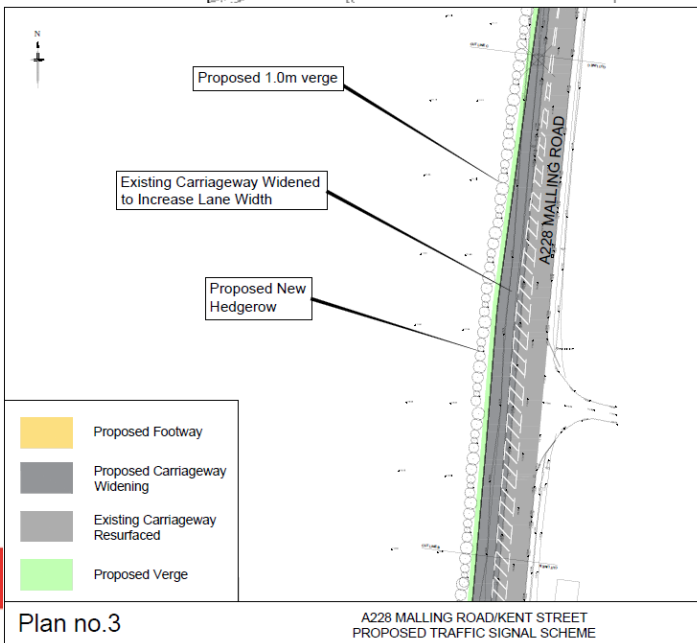 N
Proposed 1.0m verge
Existing Carriageway Widened
to Increase Lane Width
Proposed New
Hedgerow
A228 MALLING ROAD
Proposed Footway
Proposed Carriageway
Widening
Existing Carriageway
Resurfaced
Proposed Verge
Plan no.3
A228 MALLING ROAD/KENT STREET
PROPOSED TRAFFIC SIGNAL SCHEME